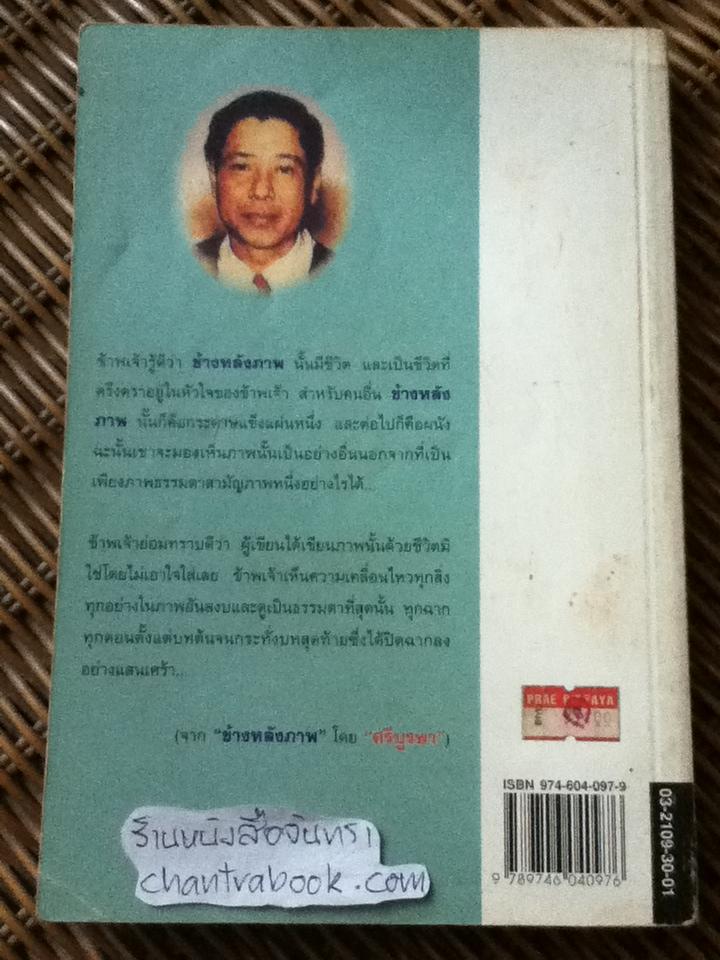 ข้าพเจ้ารู้ดีว่า ข้างหลังภาพ นั้นมีชีวิต และเป็นชีวิตที่
ตรึงตราอยู่ในหัวใจของข้าพเจ้า สำหรับคนอื่น ข้างหลัง
ภาพ นั้นก็คือกระดาษแข็งแผ่นหนึ่ง และต่อไปก็คือผนัง
ฉะนั้นเขาจะมองเห็นภาพนั้นเป็นอย่างอื่นนอกจากที่เป็น
เพียงภาพธรรมดาสามัญภาพหนึ่งอย่างไรได้...
ข้าพเจ้าย่อมทราบดีว่า ผู้เขียนได้เขียนภาพนั้นด้วยชีวิตมิ
ใช่โดยไม่เอาใจใส่เลย ข้าพเจ้าเห็นความเคลื่อนไหวทุกสิ่ง
ทุกอย่างในภาพอันสงบและดูเป็นธรรมดาที่สุดนั้น ทุกฉาก
ทุกตอนตั้งแต่บทต้นจนกระทั่งบทสุดท้ายซึ่งได้ปิดฉากลง
อย่างแสนเศร้า...
(จาก "ข้างหลังภาพ" โดย "ศรีบูรพา")
PRAE PITTAYA
ISBN 974-604-097-9
9 789746 040976
03-2109-30-01
ร้านหนังสือจันทรา
chantrabook.com